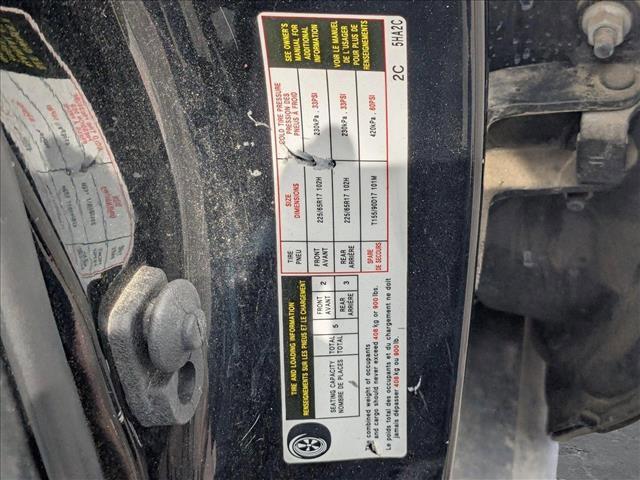 TIRE AND LOADING INFORMATION
RENSEIGNEMENTS SUR LES PNEUS ET LE CHARGEMENT
SEATING CAPACITY
NOMBRE DE PLACES
TOTAL
TOTAL
5
FRONT
AVANT
2
REAR
ARRIÈRE
3
The combined weight of occupants
and cargo should never exceed 408 kg or 900 lbs.
Le poids total des occupants et du chargement ne doit
jamais dépasser 408 kg ou 900 lb.
TIRE
PNEU
SIZE
DIMENSIONS
COLD TIRE PRESSURE
PRESSION DES
PNEUS À FROID
FRONT
AVANT
225/65R17 102H
230kPa, 33PSI
REAR
ARRIÈRE
225/65R17 102H
230kPa, 33PSI
SPARE
DE SECOURS
T155/90D17 101M
420kPa, 60PSI
SEE OWNER'S
MANUAL FOR
ADDITIONAL
INFORMATION
VOIR LE MANUEL
DE L'USAGER
POUR PLUS DE
RENSEIGNEMENTS
2C 5HA2C